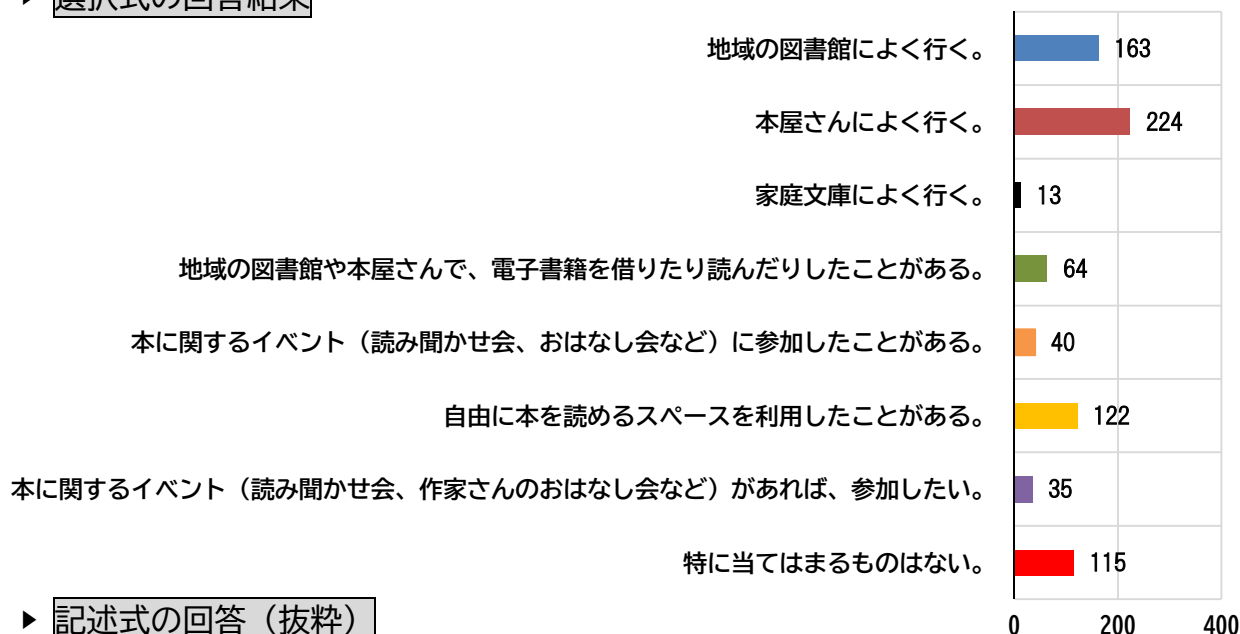 ▶ 選択式の回答結果
地域の図書館によく行く。 163
本屋さんによく行く。 224
家庭文庫によく行く。 13
地域の図書館や本屋さんで、電子書籍を借りたり読んだりしたことがある。 64
本に関するイベント（読み聞かせ会、おはなし会など）に参加したことがある。 40
自由に本を読めるスペースを利用したことがある。 122
本に関するイベント（読み聞かせ会、作家さんのおはなし会など）があれば、参加したい。 35
特に当てはまるものはない。 115
0 200 400
▶ 記述式の回答（抜粋）